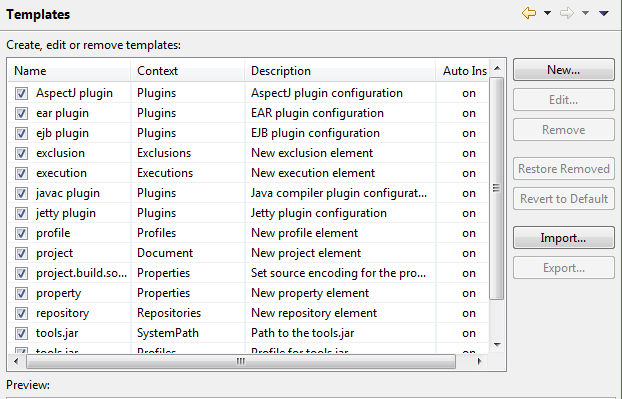 Templates
Create, edit or remove templates:
Name Context Description Auto Ins
AspectJ plugin Plugins AspectJ plugin configuration on
ear plugin Plugins EAR plugin configuration on
ejb plugin Plugins EJB plugin configuration on
exclusion Exclusions New exclusion element on
execution Executions New execution element on
javac plugin Plugins Java compiler plugin configurat... on
jetty plugin Plugins Jetty plugin configuration on
profile Profiles New profile element on
project Document New project element on
project.build.so... Properties Set source encoding for the pro... on
property Properties New property element on
repository Repositories New repository element on
tools.jar SystemPath Path to the tools.jar on
tools.jar Profiles Profile for tools.jar on
New...
Edit...
Remove
Restore Removed
Revert to Default
Import...
Export...
Preview: